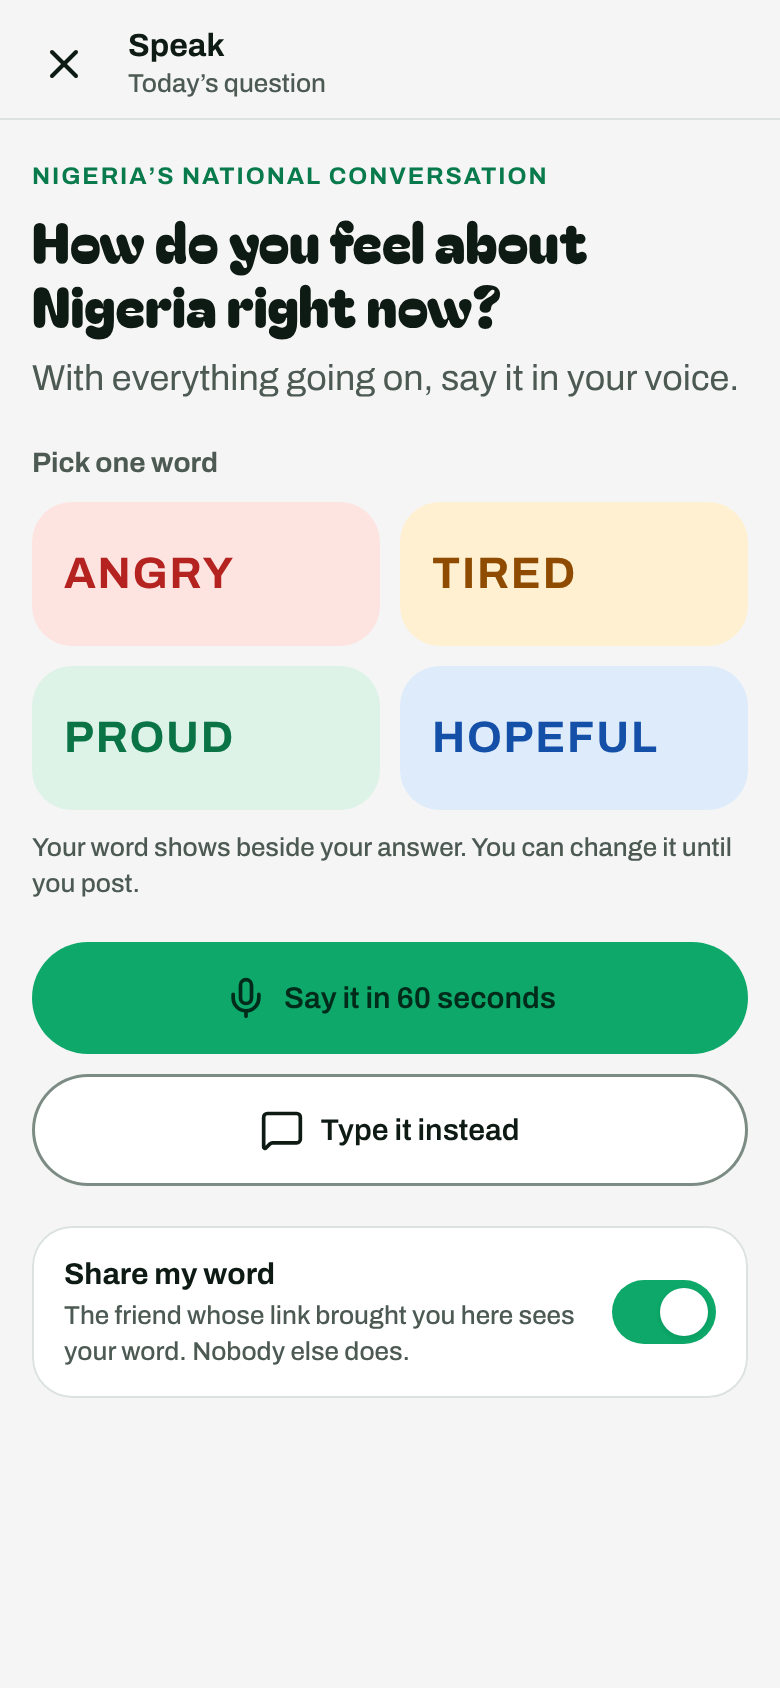 Speak
Today’s question
NIGERIA’S NATIONAL CONVERSATION
How do you feel about
Nigeria right now?
With everything going on, say it in your voice.
Pick one word
ANGRY
TIRED
PROUD
HOPEFUL
Your word shows beside your answer. You can change it until
you post.
Say it in 60 seconds
Type it instead
Share my word
The friend whose link brought you here sees
your word. Nobody else does.